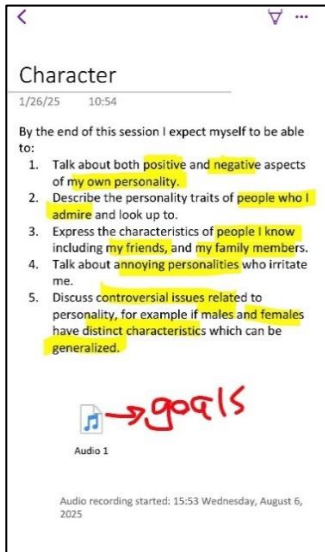 Character
1/26/25 10:54
By the end of this session I expect myself to be able
to:
1. Talk about both positive and negative aspects
of my own personality.
2. Describe the personality traits of people who I
admire and look up to.
3. Express the characteristics of people I know
including my friends, and my family members.
4. Talk about annoying personalities who irritate
me.
5. Discuss controversial issues related to
personality, for example if males and females
have distinct characteristics which can be
generalized.
goals
Audio 1
Audio recording started: 15:53 Wednesday, August 6,
2025